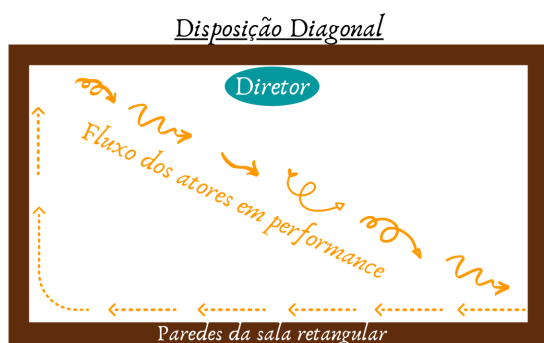 Disposição Diagonal
Diretor
Fluxo dos atores em performance
Paredes da sala retangular